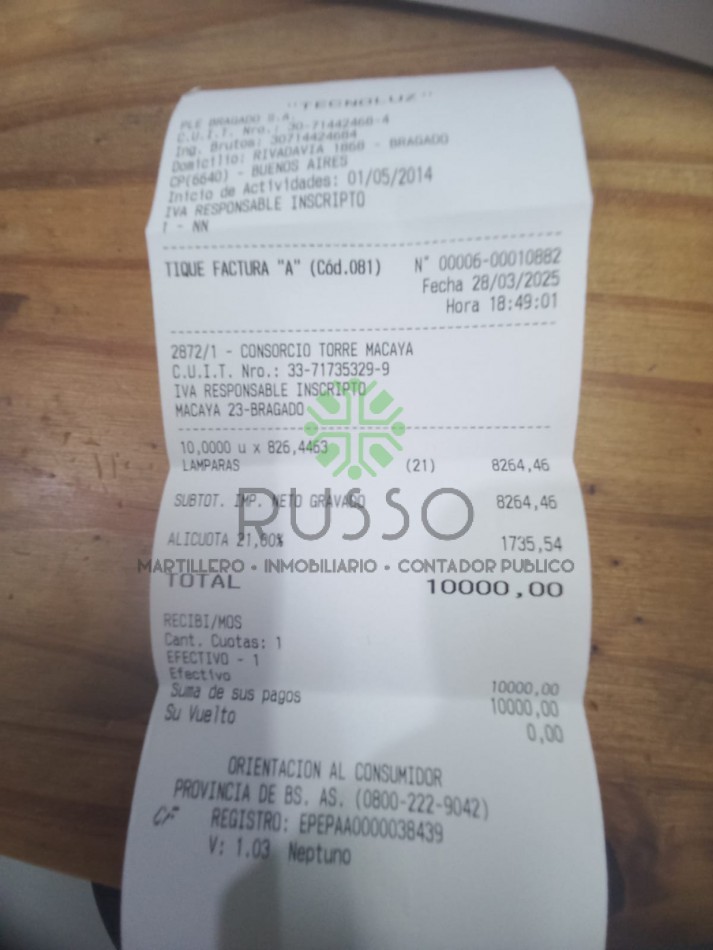 "TECNOLUZ"
PLE BRAGADO S.A.
C.U.I.T. Nro.: 30-71442468-4
Ing. Brutos: 30714424684
Domicilio: RIVADAVIA 1868 - BRAGADO
CP(6640) - BUENOS AIRES
Inicio de Actividades: 01/05/2014
IVA RESPONSABLE INSCRIPTO
1 - NN
TIQUE FACTURA "A" (Cód.081) N° 00006-00010882
Fecha 28/03/2025
Hora 18:49:01
2872/1 - CONSORCIO TORRE MACAYA
C.U.I.T. Nro.: 33-71735329-9
IVA RESPONSABLE INSCRIPTO
MACAYA 23-BRAGADO
10,0000 u x 826,4463
LAMPARAS (21) 8264,46
SUBTOT. IMP. NETO GRAVADO 8264,46
RUSSO
ALICUOTA 21,00% 1735,54
MARTILLERO • INMOBILIARIO • CONTADOR PUBLICO
TOTAL 10000,00
RECIBI/MOS
Cant. Cuotas: 1
EFECTIVO - 1
Efectivo 10000,00
Suma de sus pagos 10000,00
Su Vuelto 0,00
ORIENTACION AL CONSUMIDOR
PROVINCIA DE BS. AS. (0800-222-9042)
CF REGISTRO: EPEPAA0000038439
V: 1.03 Neptuno